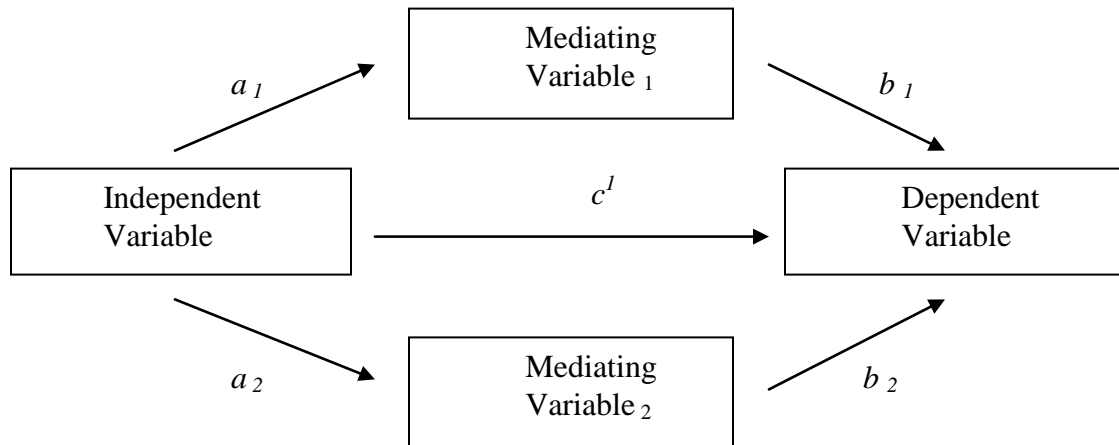 Mediating
Variable 1
a 1
b 1
Independent
Variable
c1
Dependent
Variable
a 2
Mediating
Variable 2
b 2